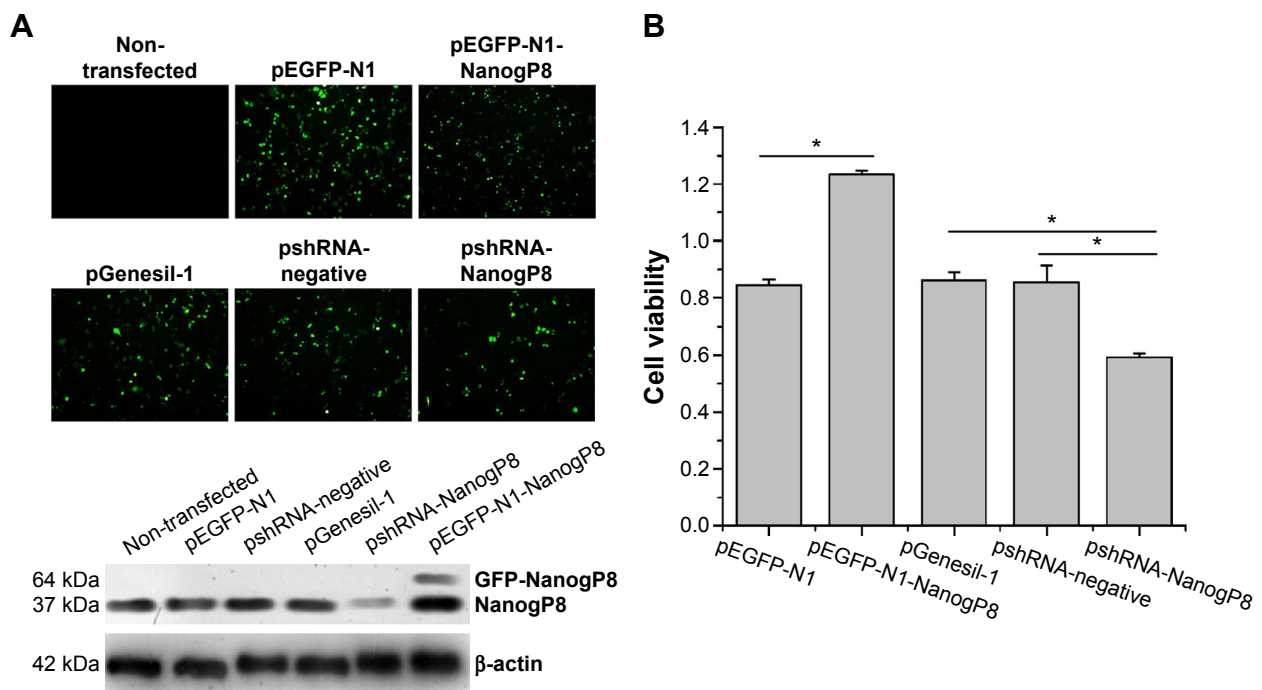 A
Non-
transfected
pEGFP-N1
pEGFP-N1-
NanogP8
pGenesil-1
pshRNA-
negative
pshRNA-
NanogP8
Non-transfected
pEGFP-N1
pshRNA-negative
pGenesil-1
pshRNA-NanogP8
pEGFP-N1-NanogP8
64 kDa
GFP-NanogP8
37 kDa
NanogP8
42 kDa
β-actin
B
Cell viability
1.4
1.2
1.0
0.8
0.6
0.4
0.2
0.0
*
*
*
pEGFP-N1
pEGFP-N1-NanogP8
pGenesil-1
pshRNA-negative
pshRNA-NanogP8